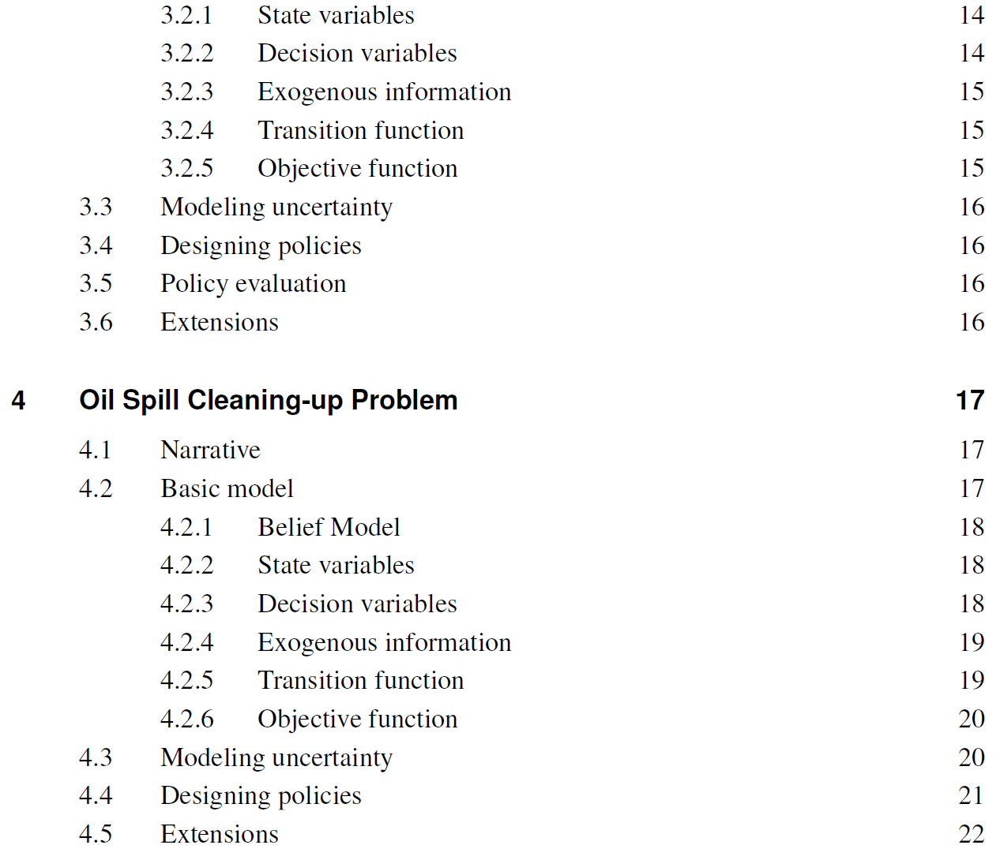 3.2.1 State variables 14
3.2.2 Decision variables 14
3.2.3 Exogenous information 15
3.2.4 Transition function 15
3.2.5 Objective function 15
3.3 Modeling uncertainty 16
3.4 Designing policies 16
3.5 Policy evaluation 16
3.6 Extensions 16
4 Oil Spill Cleaning-up Problem 17
4.1 Narrative 17
4.2 Basic model 17
4.2.1 Belief Model 18
4.2.2 State variables 18
4.2.3 Decision variables 18
4.2.4 Exogenous information 19
4.2.5 Transition function 19
4.2.6 Objective function 20
4.3 Modeling uncertainty 20
4.4 Designing policies 21
4.5 Extensions 22